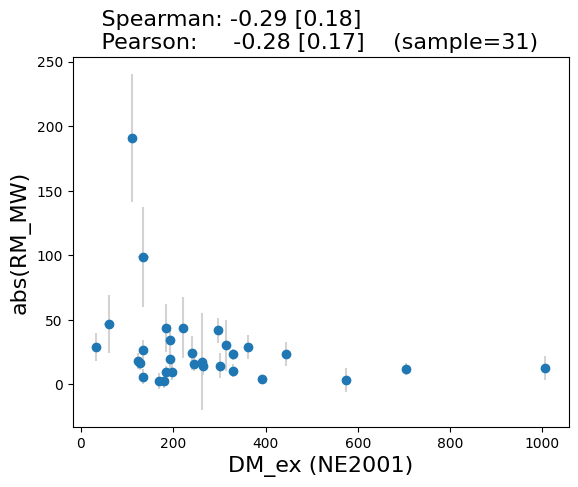 Spearman: -0.29 [0.18]
Pearson: -0.28 [0.17] (sample=31)
250
200
150
100
50
0
abs(RM_MW)
0 200 400 600 800 1000
DM_ex (NE2001)